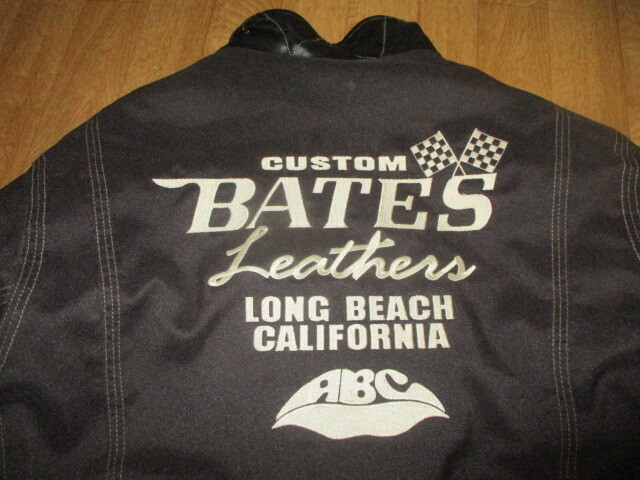 CUSTOM
BATES
Leathers
LONG BEACH
CALIFORNIA
ABC